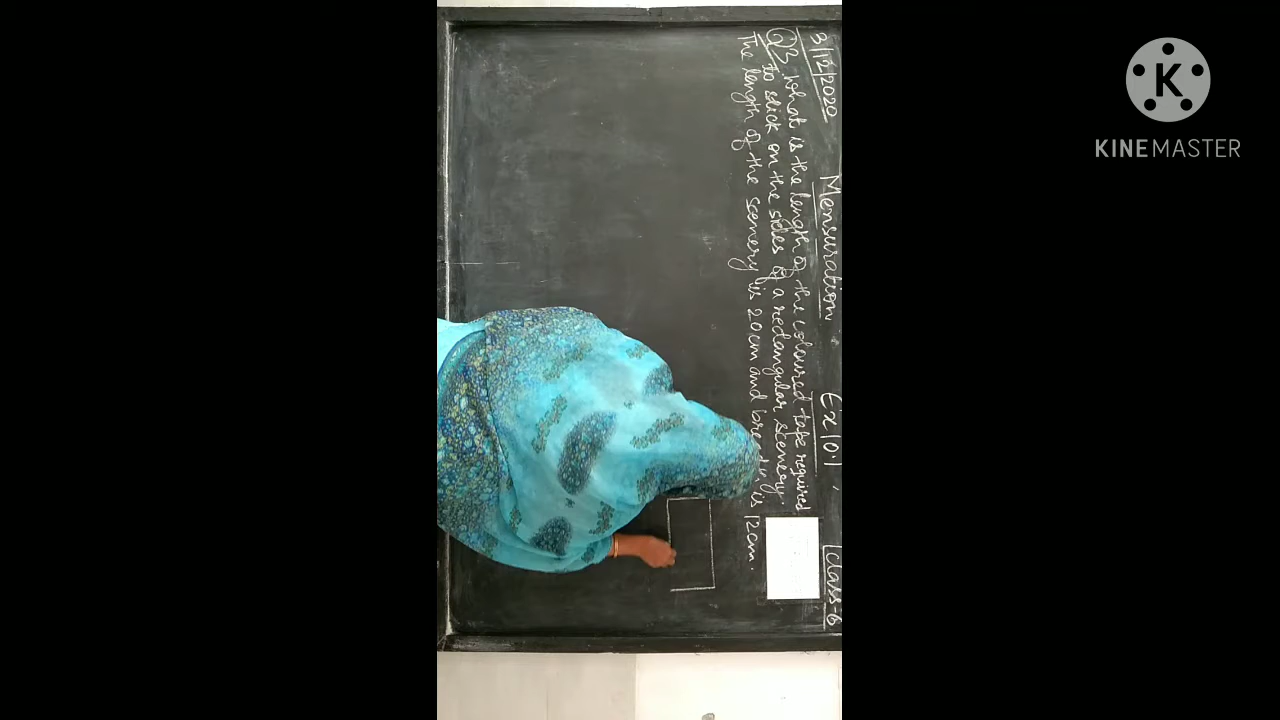 3/12/2020 Mensuration Ex 10.1, Class-6
Q3. What is the length of the coloured tape required
to stick on the sides of a rectangular scenery.
The length of the scenery is 20cm and breadth is 12cm.
K
KINEMASTER